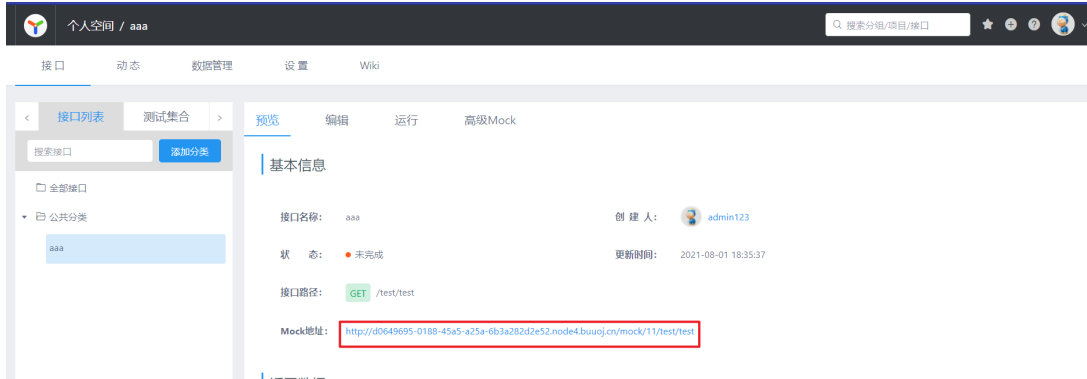 个人空间 / aaa
搜索分组/项目/接口
接口 动态 数据管理 设置 Wiki
接口列表 测试集合
预览 编辑 运行 高级Mock
搜索接口 添加分类
基本信息
全部接口
公共分类
aaa
接口名称： aaa
创建人： admin123
状 态： 未完成
更新时间： 2021-08-01 18:35:37
接口路径： GET /test/test
Mock地址： http://d0649695-0188-45a5-a25a-6b3a282d2e52.node4.buuoj.cn/mock/11/test/test